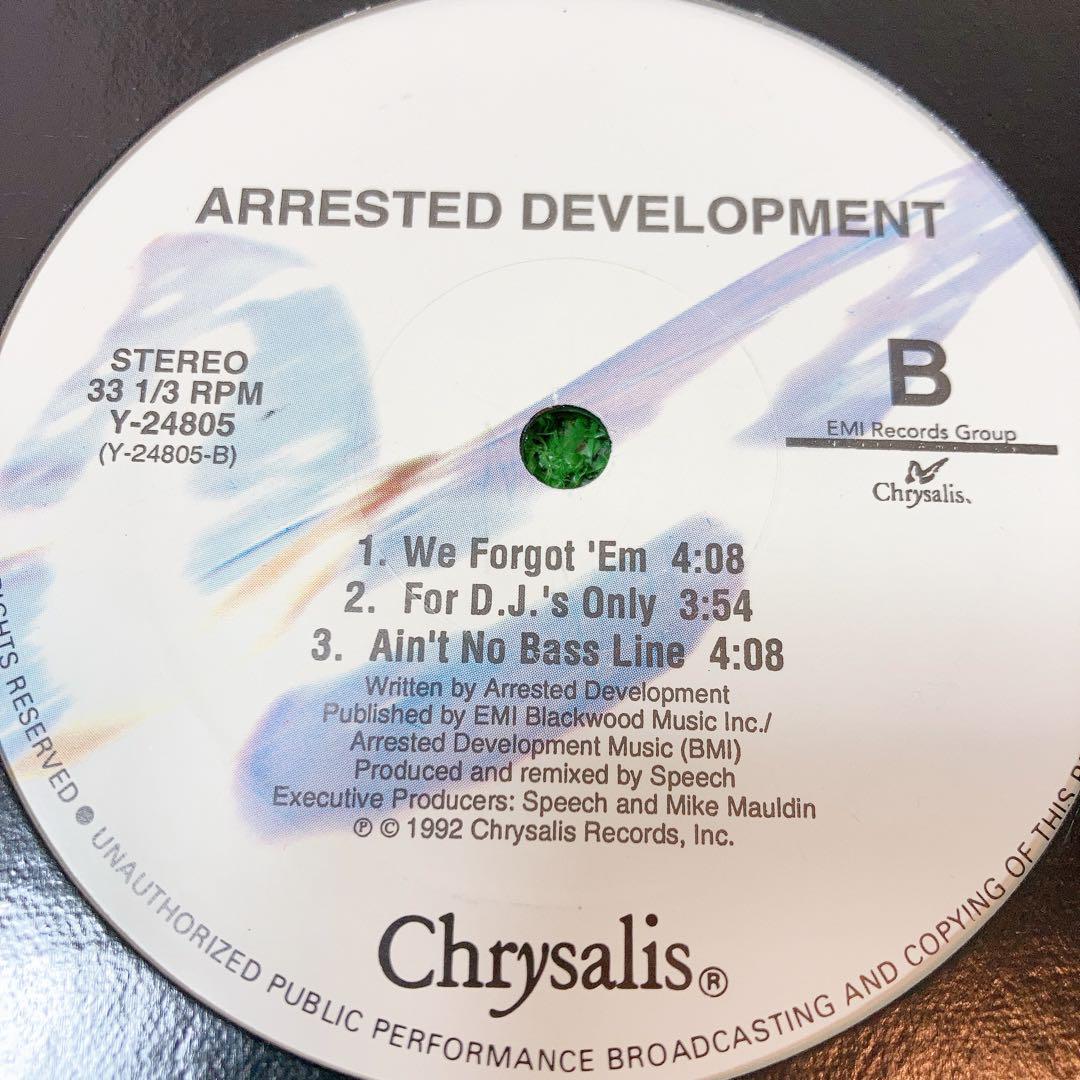 ARRESTED DEVELOPMENT
STEREO
33 1/3 RPM
Y-24805
(Y-24805-B)
B
EMI Records Group
Chrysalis.
1. We Forgot 'Em 4:08
2. For D.J.'s Only 3:54
3. Ain't No Bass Line 4:08
Written by Arrested Development
Published by EMI Blackwood Music Inc./
Arrested Development Music (BMI)
Produced and remixed by Speech
Executive Producers: Speech and Mike Mauldin
℗ © 1992 Chrysalis Records, Inc.
Chrysalis®
RESERVED ● UNAUTHORIZED PUBLIC PERFORMANCE BROADCASTING AND COPYING OF THIS